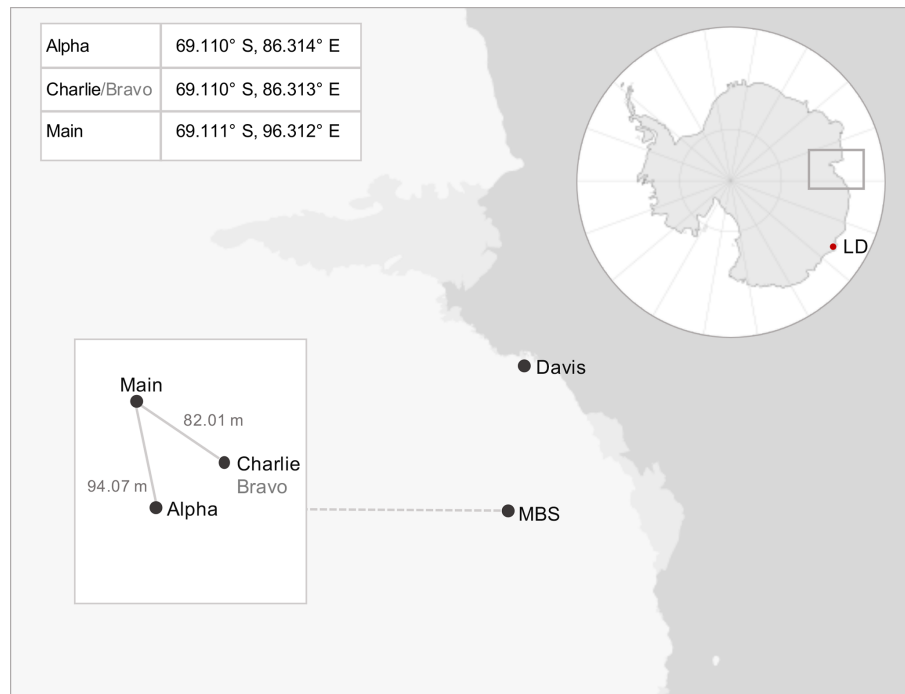 Alpha 69.110° S, 86.314° E
Charlie/Bravo 69.110° S, 86.313° E
Main 69.111° S, 96.312° E
LD
Davis
Main
82.01 m
Charlie
Bravo
94.07 m
Alpha
MBS